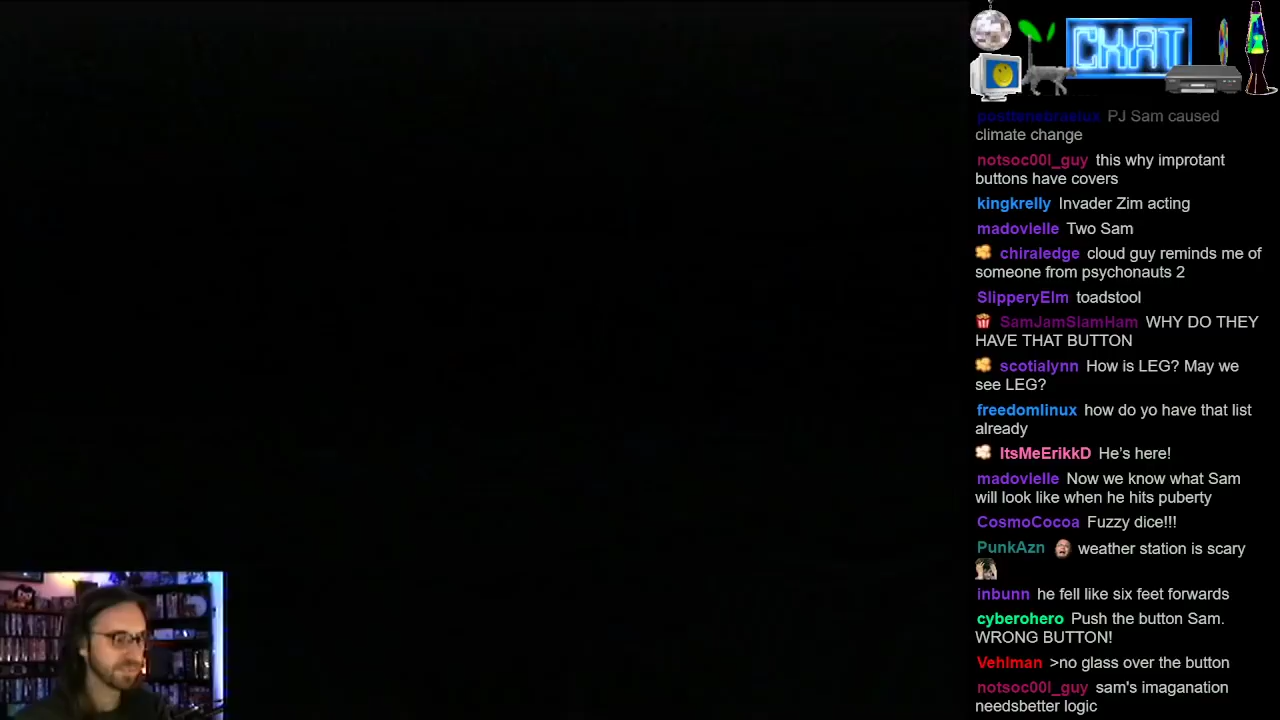 CHAT
posttenebraelux PJ Sam caused
climate change
notsoc00l_guy this why improtant
buttons have covers
kingkrelly Invader Zim acting
madovlelle Two Sam
chiraledge cloud guy reminds me of
someone from psychonauts 2
SlipperyElm toadstool
SamJamSlamHam WHY DO THEY
HAVE THAT BUTTON
scotialynn How is LEG? May we
see LEG?
freedomlinux how do yo have that list
already
ItsMeErikkD He's here!
madovlelle Now we know what Sam
will look like when he hits puberty
CosmoCocoa Fuzzy dice!!!
PunkAzn weather station is scary
inbunn he fell like six feet forwards
cyberohero Push the button Sam.
WRONG BUTTON!
Vehlman >no glass over the button
notsoc00l_guy sam's imaganation
needsbetter logic